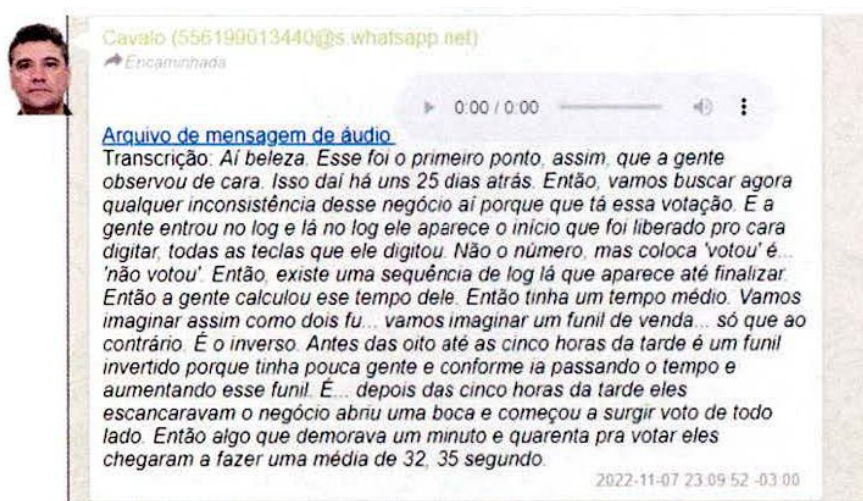 Cavalo (556199013440@s.whatsapp.net)
Encaminhada
0:00 / 0:00
Arquivo de mensagem de áudio
Transcrição: Aí beleza. Esse foi o primeiro ponto, assim, que a gente
observou de cara. Isso daí há uns 25 dias atrás. Então, vamos buscar agora
qualquer inconsistência desse negócio aí porque que tá essa votação. E a
gente entrou no log e lá no log ele aparece o início que foi liberado pro cara
digitar, todas as teclas que ele digitou. Não o número, mas coloca 'votou' é...
'não votou'. Então, existe uma sequência de log lá que aparece até finalizar.
Então a gente calculou ese tempo dele. Então tinha um tempo médio. Vamos
imaginar assim como dois fu... vamos imaginar um funil de venda... só que ao
contrário. É o inverso. Antes das oito até as cinco horas da tarde é um funil
invertido porque tinha pouca gente e conforme ia passando o tempo e
aumentando esse funil. É... depois das cinco horas da tarde eles
escancaravam o negócio abriu uma boca e começou a surgir voto de todo
lado. Então algo que demorava um minuto e quarenta pra votar eles
chegaram a fazer uma média de 32, 35 segundo.
2022-11-07 23:09:52 -03:00